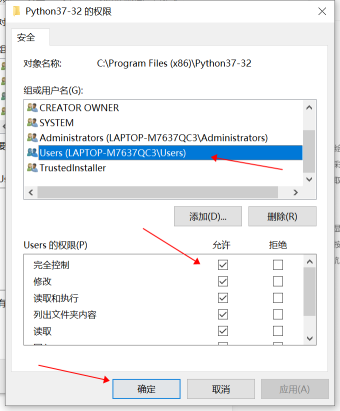 Python37-32 的权限
安全
对象名称:    C:\Program Files (x86)\Python37-32
组或用户名(G):
CREATOR OWNER
SYSTEM
Administrators (LAPTOP-M7637QC3\Administrators)
Users (LAPTOP-M7637QC3\Users)
TrustedInstaller
添加(D)...    删除(R)
Users 的权限(P)    允许    拒绝
完全控制
修改
读取和执行
列出文件夹内容
读取
确定    取消    应用(A)